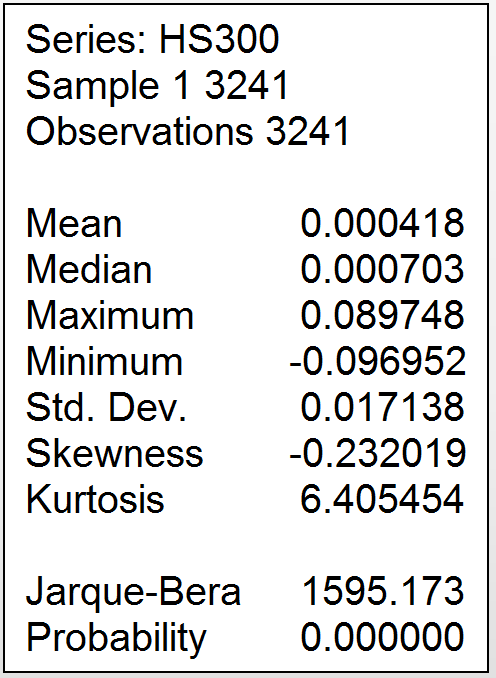 Series: HS300
Sample 1 3241
Observations 3241
Mean 0.000418
Median 0.000703
Maximum 0.089748
Minimum -0.096952
Std. Dev. 0.017138
Skewness -0.232019
Kurtosis 6.405454
Jarque-Bera 1595.173
Probability 0.000000